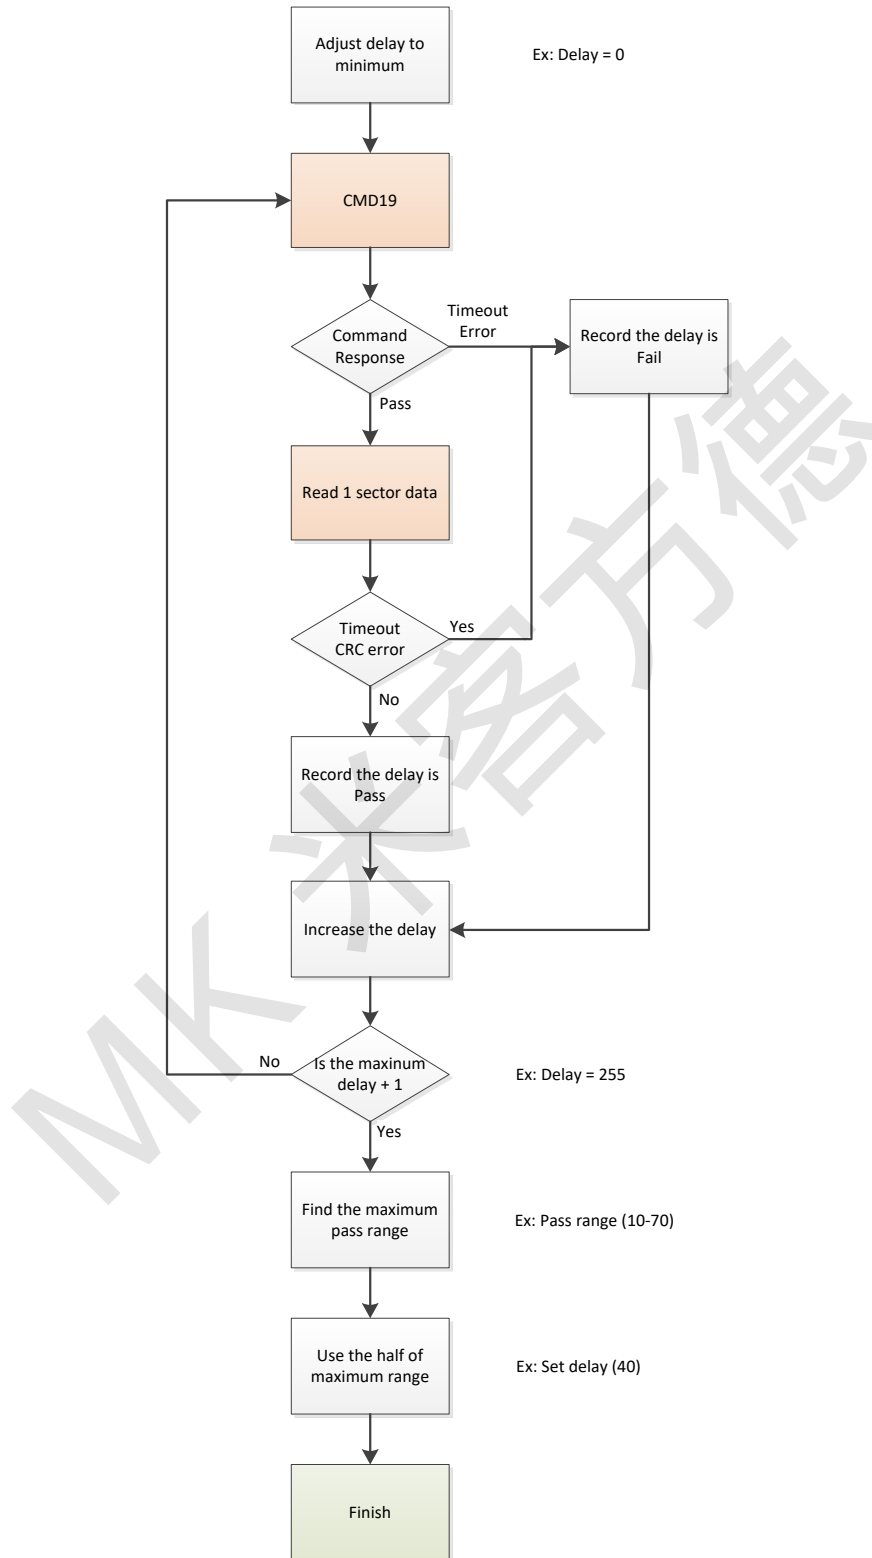 Adjust delay to
minimum
Ex: Delay = 0
CMD19
Command
Response
Timeout
Error
Record the delay is
Fail
Pass
Read 1 sector data
Timeout
CRC error
Yes
No
Record the delay is
Pass
Increase the delay
Is the maxinum
delay + 1
No
Ex: Delay = 255
Yes
Find the maximum
pass range
Ex: Pass range (10-70)
Use the half of
maximum range
Ex: Set delay (40)
Finish
MK 米客方德